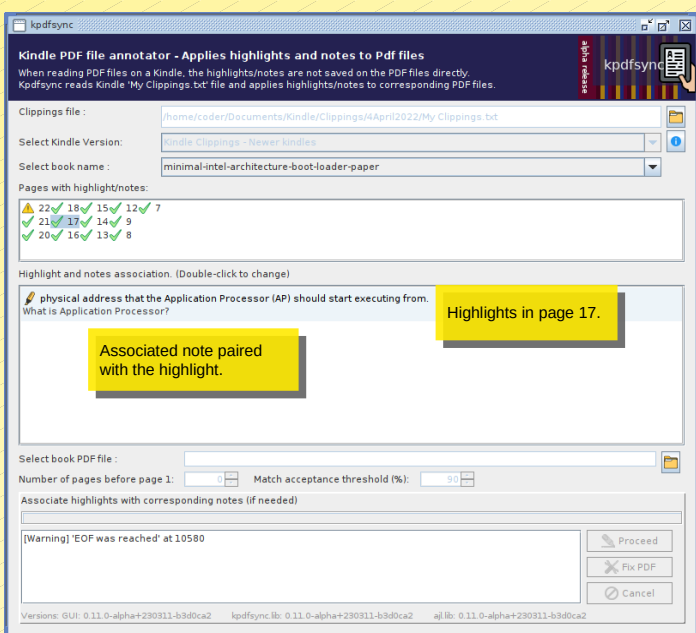 kpdfsync
Kindle PDF file annotator - Applies highlights and notes to Pdf files
When reading PDF files on a Kindle, the highlights/notes are not saved on the PDF files directly.
Kpdfsync reads Kindle 'My Clippings.txt' file and applies highlights/notes to corresponding PDF files.
alpha release
kpdfsync
Clippings file :
/home/coder/Documents/Kindle/Clippings/4April2022/My Clippings.txt
Select Kindle Version:
Kindle Clippings - Newer kindles
Select book name :
minimal-intel-architecture-boot-loader-paper
Pages with highlight/notes:
22 18 15 12 7
21 17 14 9
20 16 13 8
Highlight and notes association. (Double-click to change)
physical address that the Application Processor (AP) should start executing from.
What is Application Processor?
Highlights in page 17.
Associated note paired
with the highlight.
Select book PDF file :
Number of pages before page 1: 0 Match acceptance threshold (%): 90
Associate highlights with corresponding notes (if needed)
[Warning] 'EOF was reached' at 10580
Proceed
Fix PDF
Cancel
Versions: GUI: 0.11.0-alpha+230311-b3d0ca2 kpdfsync.lib: 0.11.0-alpha+230311-b3d0ca2 ajl.lib: 0.11.0-alpha+230311-b3d0ca2